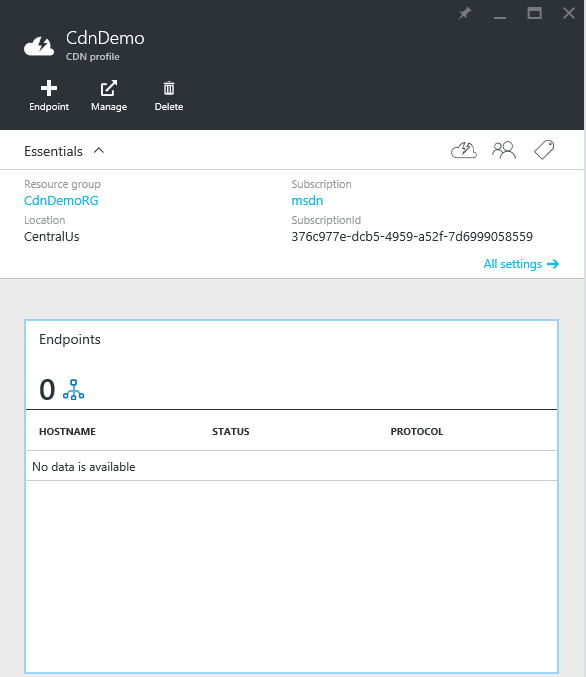 CdnDemo
CDN profile
Endpoint Manage Delete
Essentials
Resource group Subscription
CdnDemoRG msdn
Location SubscriptionId
CentralUs 376c977e-dcb5-4959-a52f-7d6999058559
All settings
Endpoints
0
HOSTNAME STATUS PROTOCOL
No data is available